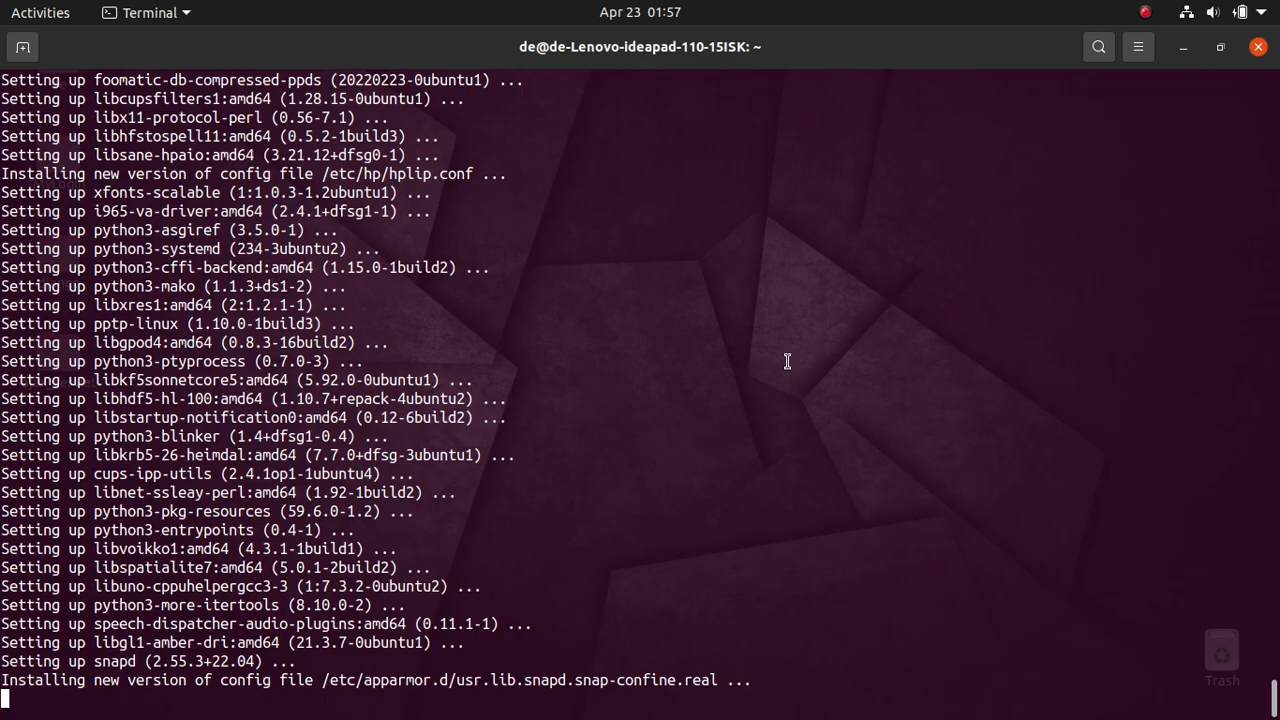 Activities
Terminal
Apr 23 01:57
de@de-Lenovo-ideapad-110-15ISK: ~
Setting up foomatic-db-compressed-ppds (20220223-0ubuntu1) ...
Setting up libcupsfilters1:amd64 (1.28.15-0ubuntu1) ...
Setting up libx11-protocol-perl (0.56-7.1) ...
Setting up libhfstospell11:amd64 (0.5.2-1build3) ...
Setting up libsane-hpaio:amd64 (3.21.12+dfsg0-1) ...
Installing new version of config file /etc/hp/hplip.conf ...
Setting up xfonts-scalable (1:1.0.3-1.2ubuntu1) ...
Setting up i965-va-driver:amd64 (2.4.1+dfsg1-1) ...
Setting up python3-asgiref (3.5.0-1) ...
Setting up python3-systemd (234-3ubuntu2) ...
Setting up python3-cffi-backend:amd64 (1.15.0-1build2) ...
Setting up python3-mako (1.1.3+ds1-2) ...
Setting up libxres1:amd64 (2:1.2.1-1) ...
Setting up pptp-linux (1.10.0-1build3) ...
Setting up libgpod4:amd64 (0.8.3-16build2) ...
Setting up python3-ptyprocess (0.7.0-3) ...
Setting up libkf5sonnetcore5:amd64 (5.92.0-0ubuntu1) ...
Setting up libhdf5-hl-100:amd64 (1.10.7+repack-4ubuntu2) ...
Setting up libstartup-notification0:amd64 (0.12-6build2) ...
Setting up python3-blinker (1.4+dfsg1-0.4) ...
Setting up libkrb5-26-heimdal:amd64 (7.7.0+dfsg-3ubuntu1) ...
Setting up cups-ipp-utils (2.4.1op1-1ubuntu4) ...
Setting up libnet-ssleay-perl:amd64 (1.92-1build2) ...
Setting up python3-pkg-resources (59.6.0-1.2) ...
Setting up python3-entrypoints (0.4-1) ...
Setting up libvoikko1:amd64 (4.3.1-1build1) ...
Setting up libspatialite7:amd64 (5.0.1-2build2) ...
Setting up libuno-cppuhelpergcc3-3 (1:7.3.2-0ubuntu2) ...
Setting up python3-more-itertools (8.10.0-2) ...
Setting up speech-dispatcher-audio-plugins:amd64 (0.11.1-1) ...
Setting up libgl1-amber-dri:amd64 (21.3.7-0ubuntu1) ...
Setting up snapd (2.55.3+22.04) ...
Installing new version of config file /etc/apparmor.d/usr.lib.snapd.snap-confine.real ...
Trash